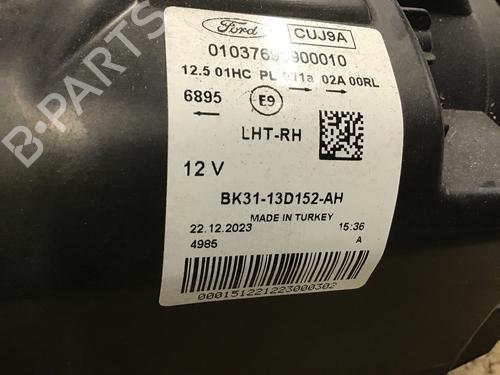 Ford CUJ9A
12.5 01HC PL 02A 00RL
6895 E9
LHT-RH
12 V
BK31-13D152-AH
MADE IN TURKEY
22.12.2023 15:36
4985 A
000151221223000302
B-PARTS